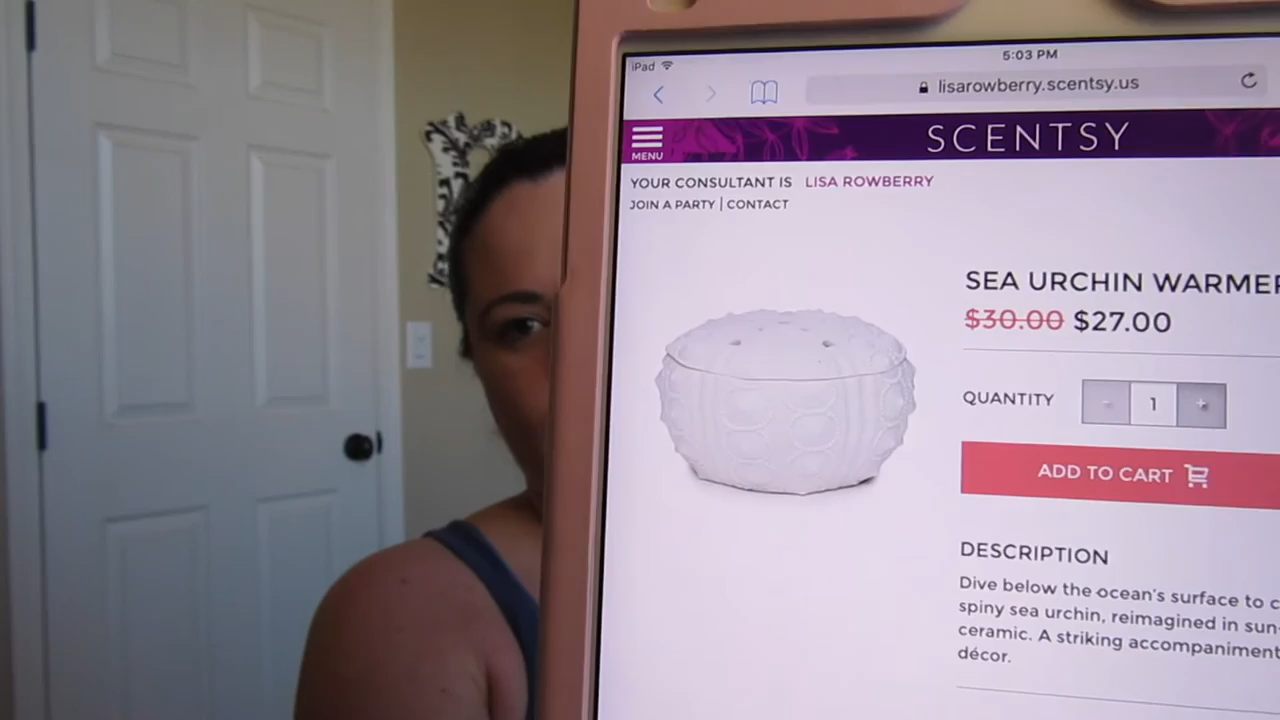 iPad
5:03 PM
lisarowberry.scentsy.us
MENU
SCENTSY
YOUR CONSULTANT IS LISA ROWBERRY
JOIN A PARTY | CONTACT
SEA URCHIN WARMER
$30.00 $27.00
QUANTITY - 1 +
ADD TO CART
DESCRIPTION
Dive below the ocean's surface to
spiny sea urchin, reimagined in sun-
ceramic. A striking accompaniment
décor.